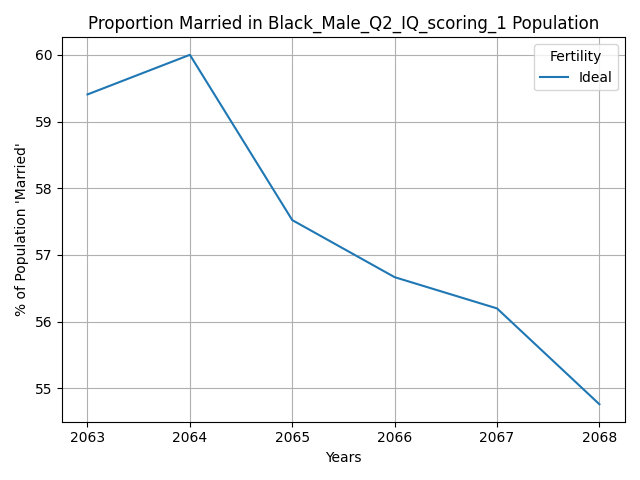 Proportion Married in Black_Male_Q2_IQ_scoring_1 Population
Fertility
Ideal
% of Population 'Married'
60
59
58
57
56
55
2063 2064 2065 2066 2067 2068
Years